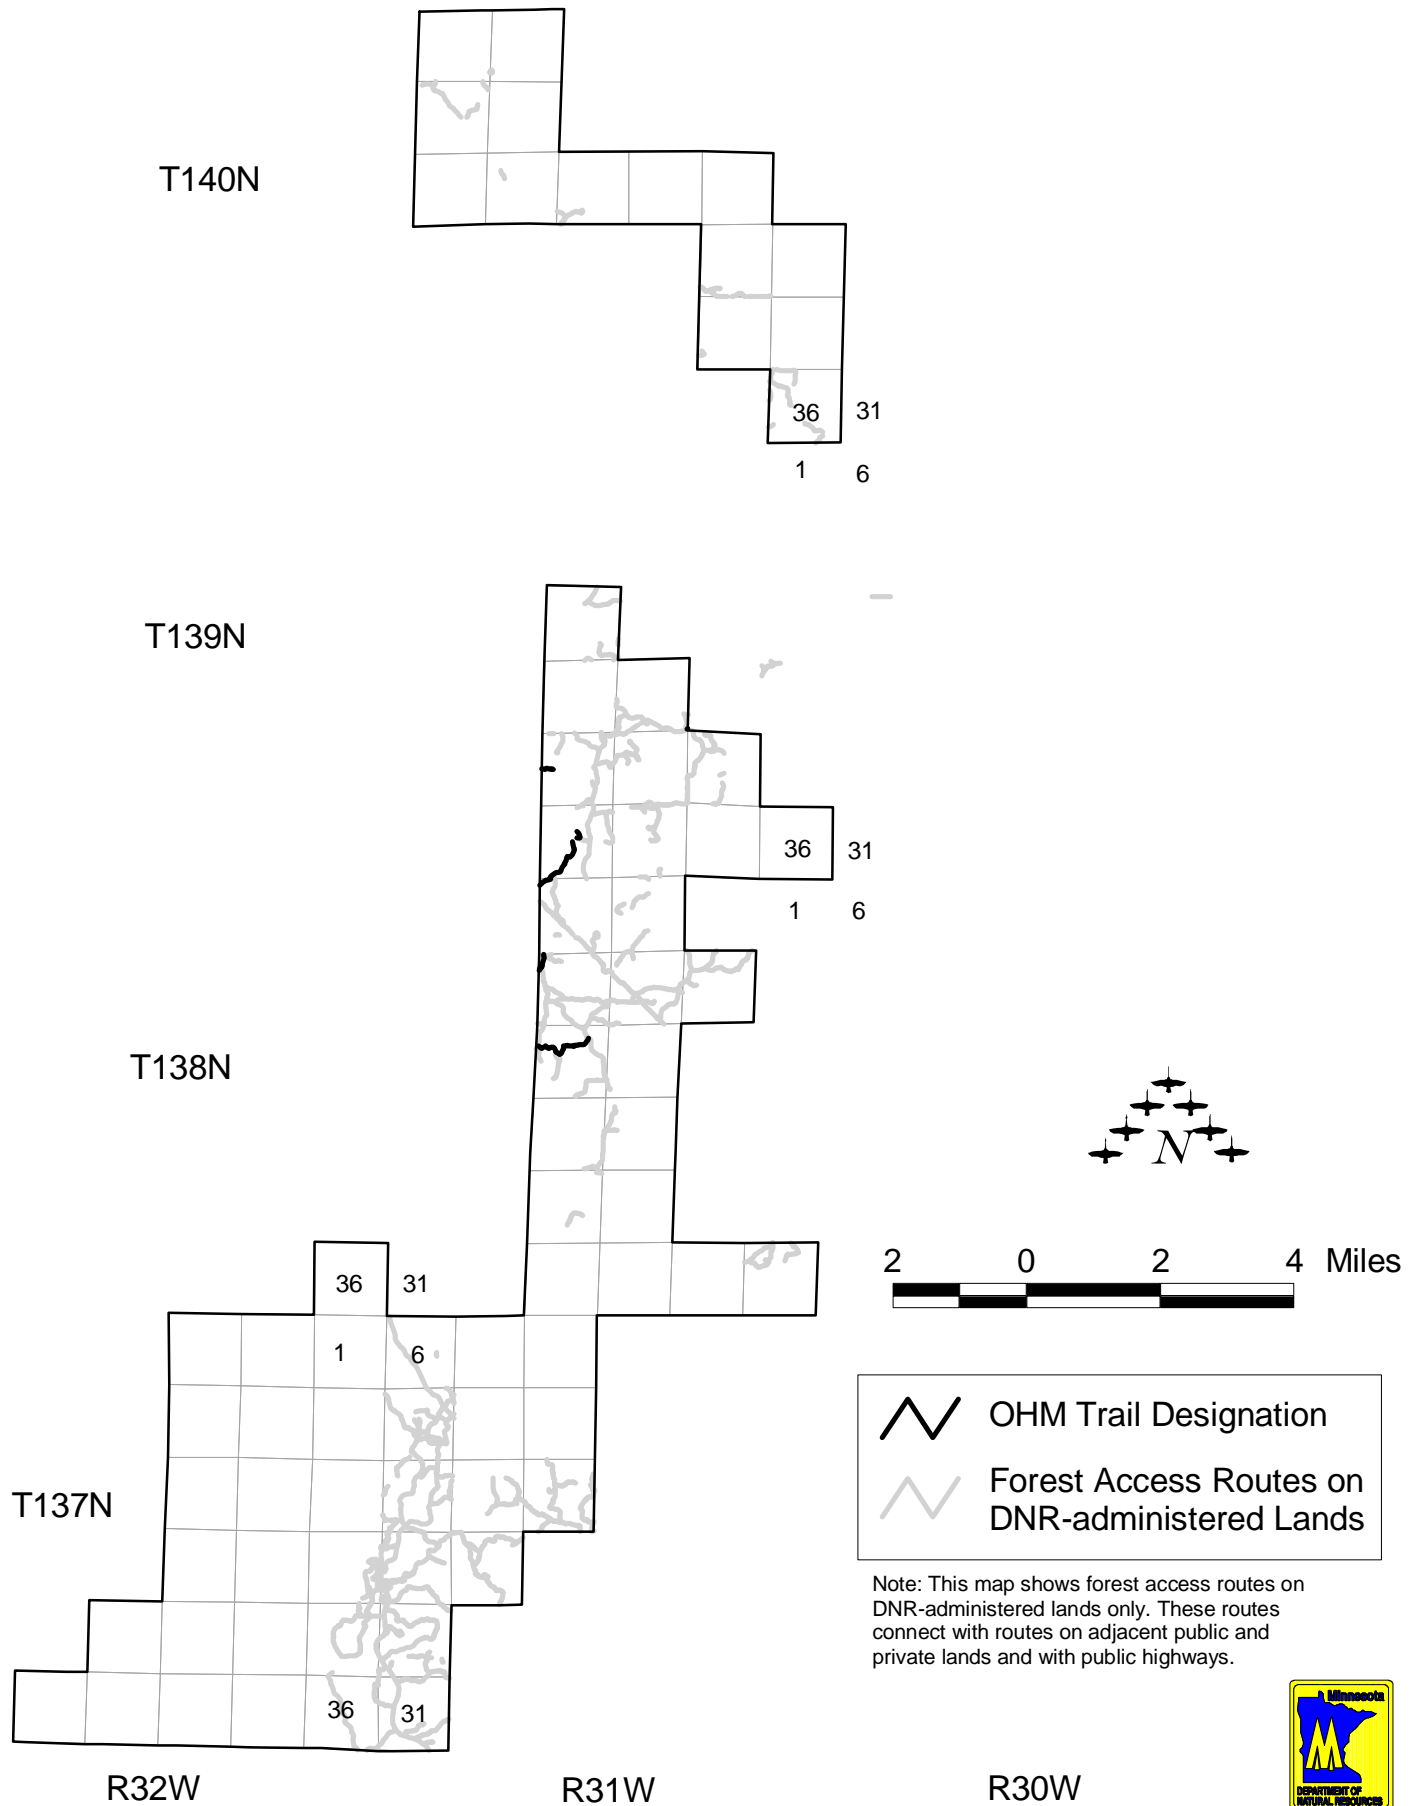 T140N
36 31
1 6
T139N
36 31
1 6
T138N
N
2 0 2 4 Miles
36 31
1 6
OHM Trail Designation
Forest Access Routes on
DNR-administered Lands
T137N
Note: This map shows forest access routes on
DNR-administered lands only. These routes
connect with routes on adjacent public and
private lands and with public highways.
36 31
Minnesota
DEPARTMENT OF
NATURAL RESOURCES
R32W R31W R30W